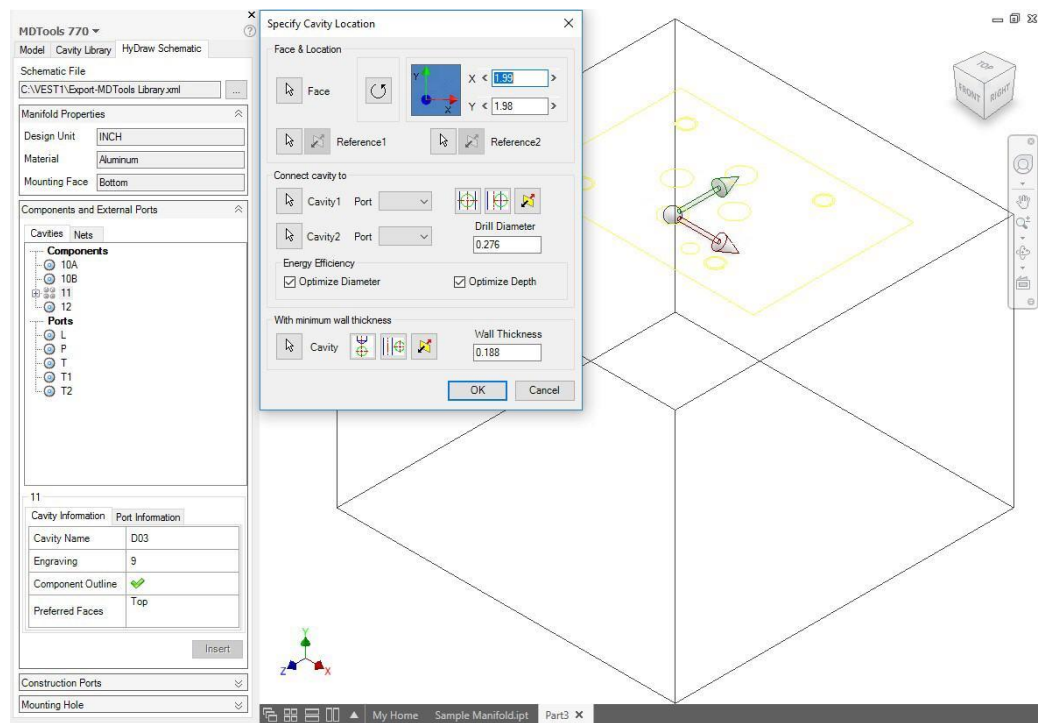 MDTools 770
Model Cavity Library HyDraw Schematic
Schematic File
C:\VEST1\Export-MDTools Library.xml ...
Manifold Properties
Design Unit INCH
Material Aluminum
Mounting Face Bottom
Components and External Ports
Cavities Nets
Components
10A
10B
11
12
Ports
L
P
T
T1
T2
11
Cavity Information Port Information
Cavity Name D03
Engraving 9
Component Outline
Preferred Faces Top
Insert
Construction Ports
Mounting Hole
Specify Cavity Location
Face & Location
Face
Y
X
X < 1.99 >
Y < 1.98 >
Reference1 Reference2
Connect cavity to
Cavity1 Port
Cavity2 Port
Drill Diameter
0.276
Energy Efficiency
Optimize Diameter Optimize Depth
With minimum wall thickness
Cavity
Wall Thickness
0.188
OK Cancel
TOP
FRONT RIGHT
Y
Z X
My Home Sample Manifold.ipt Part3